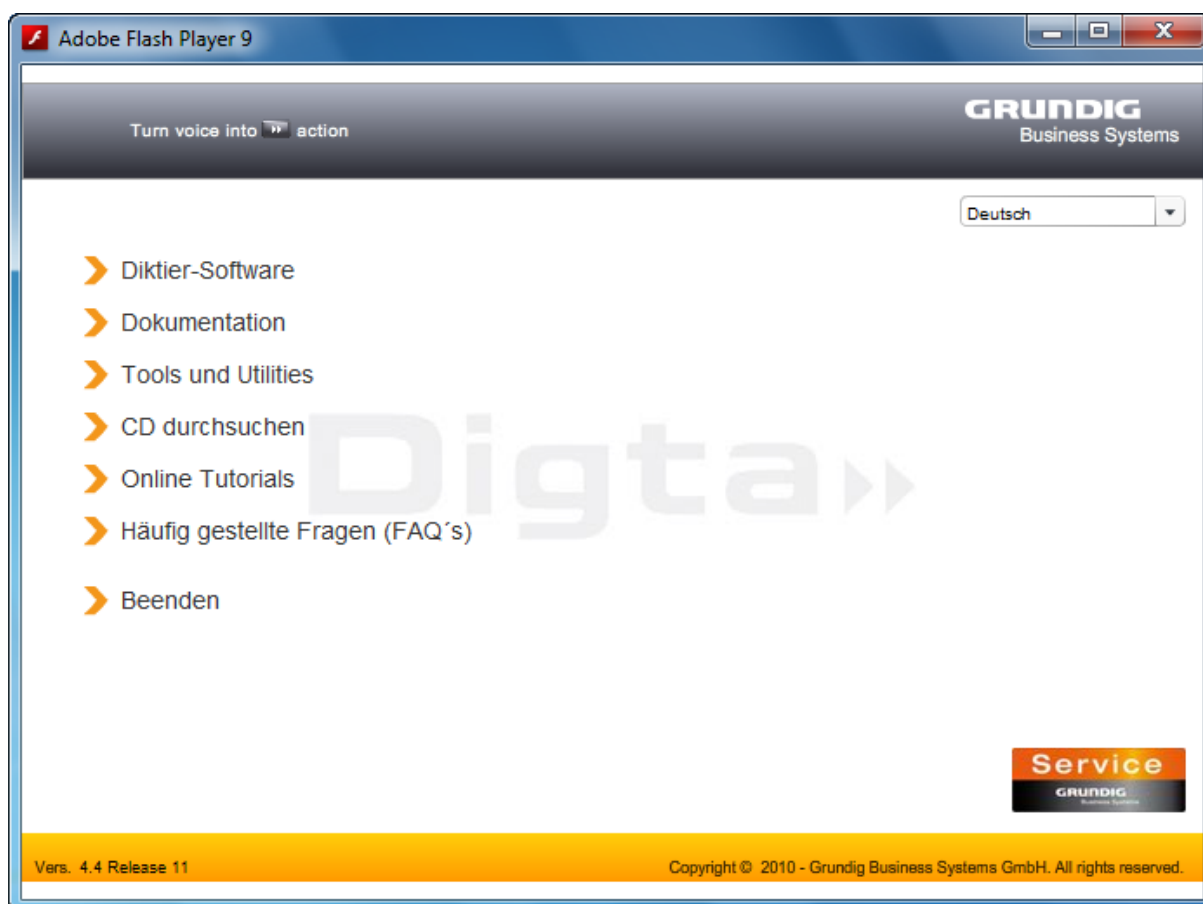 Adobe Flash Player 9
Turn voice into action
GRUNDIG
Business Systems
Deutsch
Diktier-Software
Dokumentation
Tools und Utilities
CD durchsuchen
Online Tutorials
Häufig gestellte Fragen (FAQ´s)
Beenden
Digta
Service
GRUNDIG
Business Systems
Vers. 4.4 Release 11
Copyright © 2010 - Grundig Business Systems GmbH. All rights reserved.